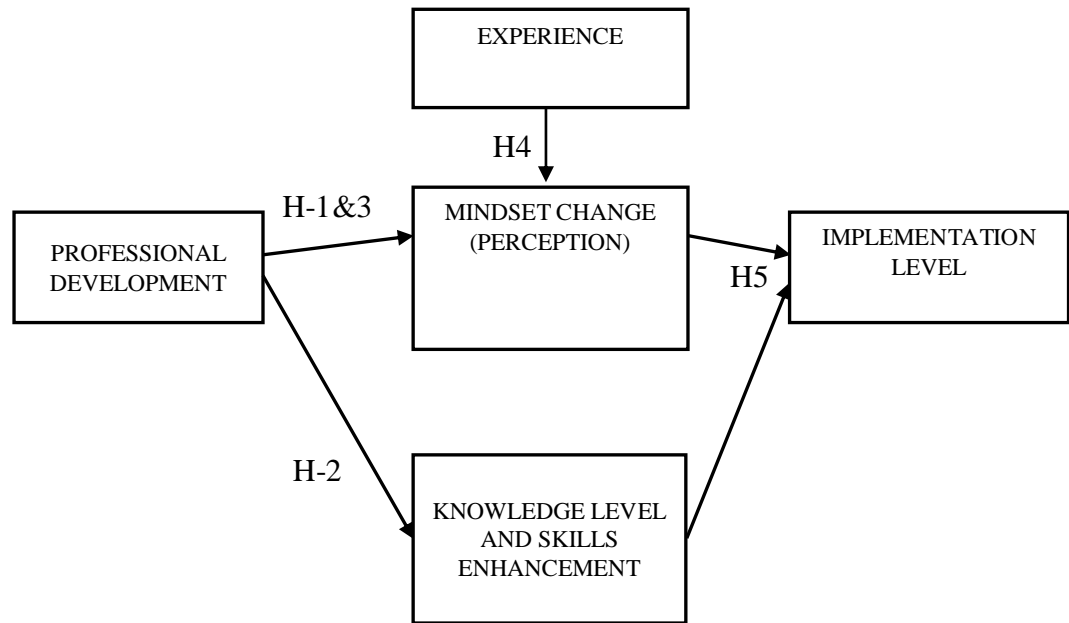 EXPERIENCE
H4
H-1&3
MINDSET CHANGE
(PERCEPTION)
PROFESSIONAL
DEVELOPMENT
IMPLEMENTATION
LEVEL
H5
H-2
KNOWLEDGE LEVEL
AND SKILLS
ENHANCEMENT